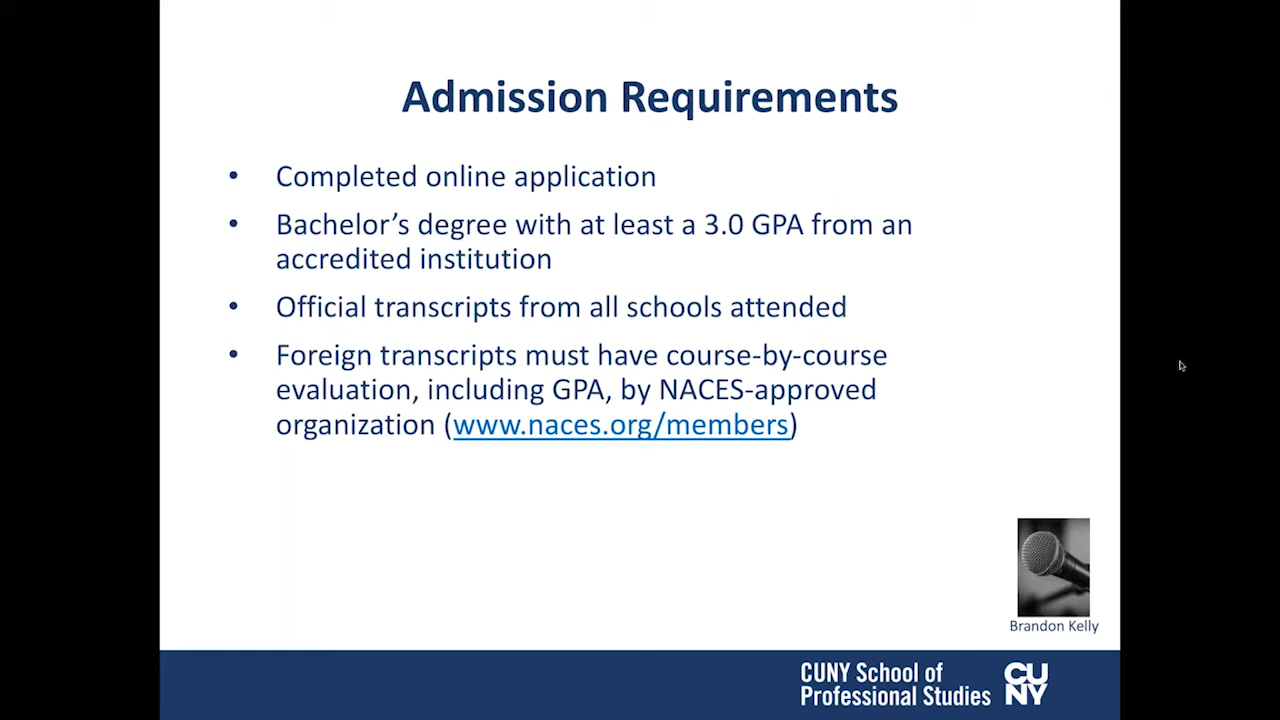 Admission Requirements
• Completed online application
• Bachelor’s degree with at least a 3.0 GPA from an
accredited institution
• Official transcripts from all schools attended
• Foreign transcripts must have course-by-course
evaluation, including GPA, by NACES-approved
organization (www.naces.org/members)
Brandon Kelly
CUNY School of
Professional Studies
CU
NY